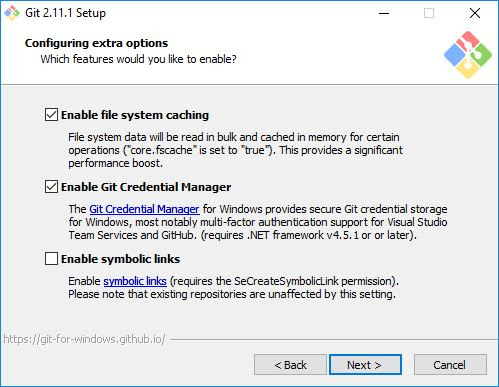 Git 2.11.1 Setup
Configuring extra options
Which features would you like to enable?
Enable file system caching
File system data will be read in bulk and cached in memory for certain
operations ("core.fscache" is set to "true"). This provides a significant
performance boost.
Enable Git Credential Manager
The Git Credential Manager for Windows provides secure Git credential storage
for Windows, most notably multi-factor authentication support for Visual Studio
Team Services and GitHub. (requires .NET framework v4.5.1 or or later).
Enable symbolic links
Enable symbolic links (requires the SeCreateSymbolicLink permission).
Please note that existing repositories are unaffected by this setting.
https://git-for-windows.github.io/
< Back
Next >
Cancel